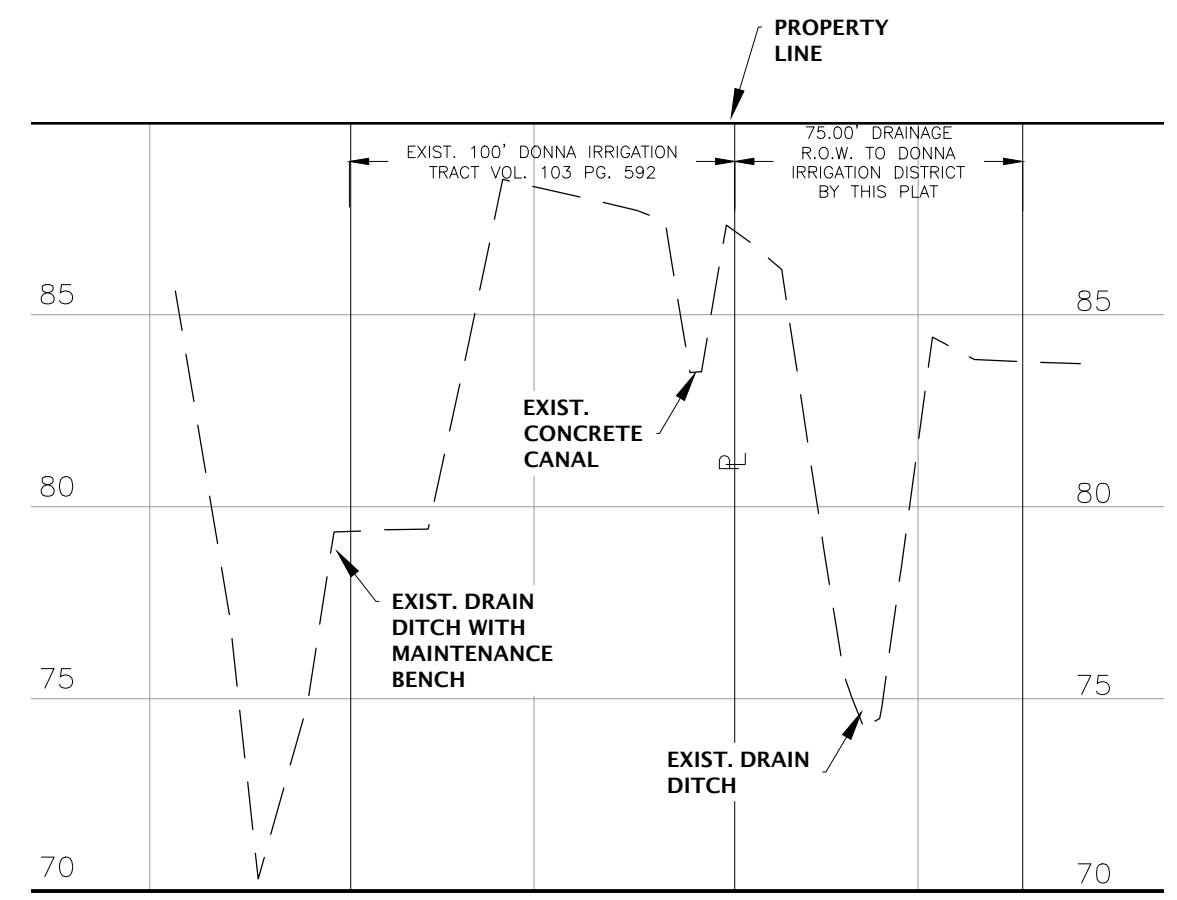 PROPERTY
LINE
EXIST. 100' DONNA IRRIGATION
TRACT VOL. 103 PG. 592
75.00' DRAINAGE
R.O.W. TO DONNA
IRRIGATION DISTRICT
BY THIS PLAT
85
85
EXIST.
CONCRETE
CANAL
PL
80
80
EXIST. DRAIN
DITCH WITH
MAINTENANCE
BENCH
75
75
EXIST. DRAIN
DITCH
70
70